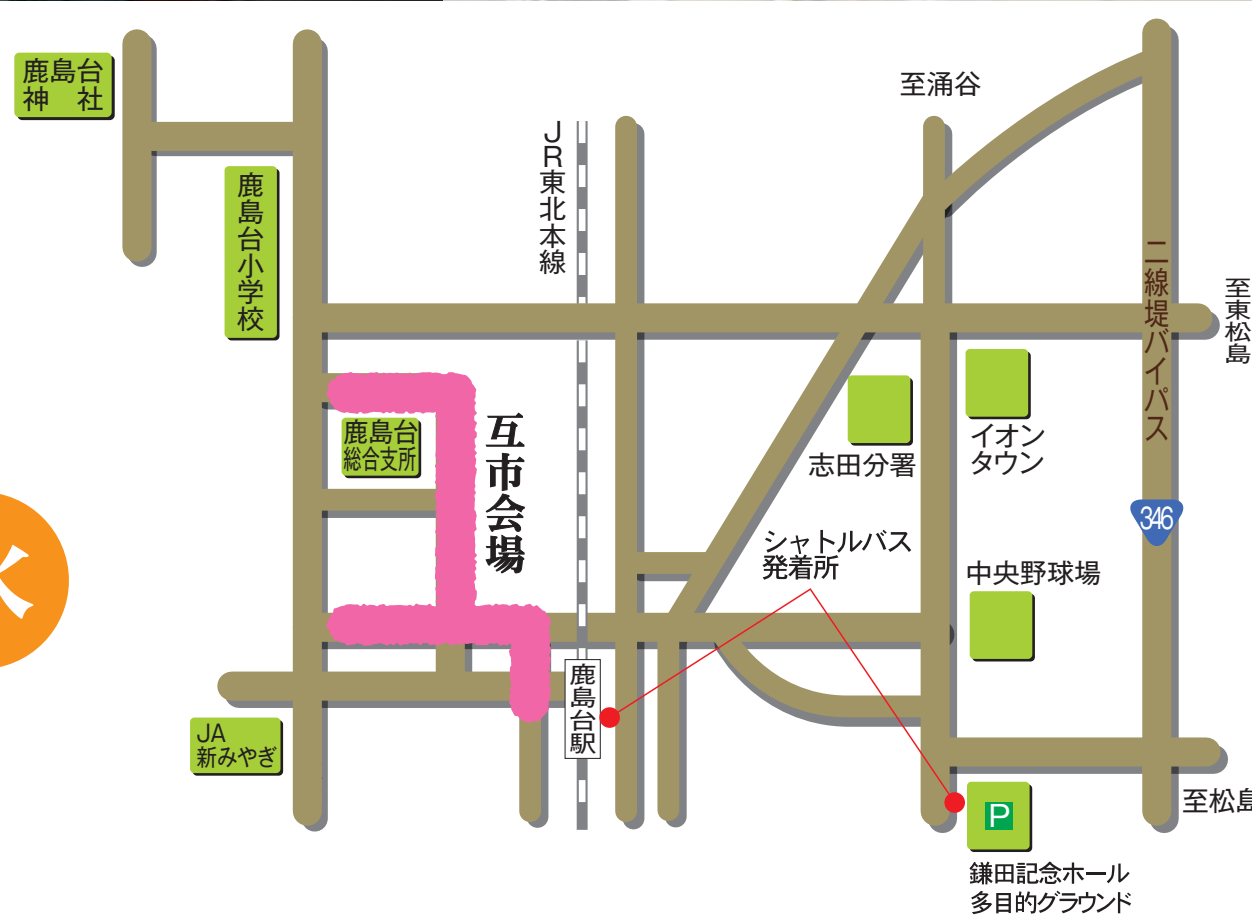 鹿島台
神　社
至涌谷
JR東北本線
鹿島台小学校
二線堤バイパス
至東松島
鹿島台
総合支所
互市会場
志田分署
イオン
タウン
346
シャトルバス
発着所
中央野球場
水
鹿島台駅
JA
新みやぎ
至松島
P
鎌田記念ホール
多目的グラウンド